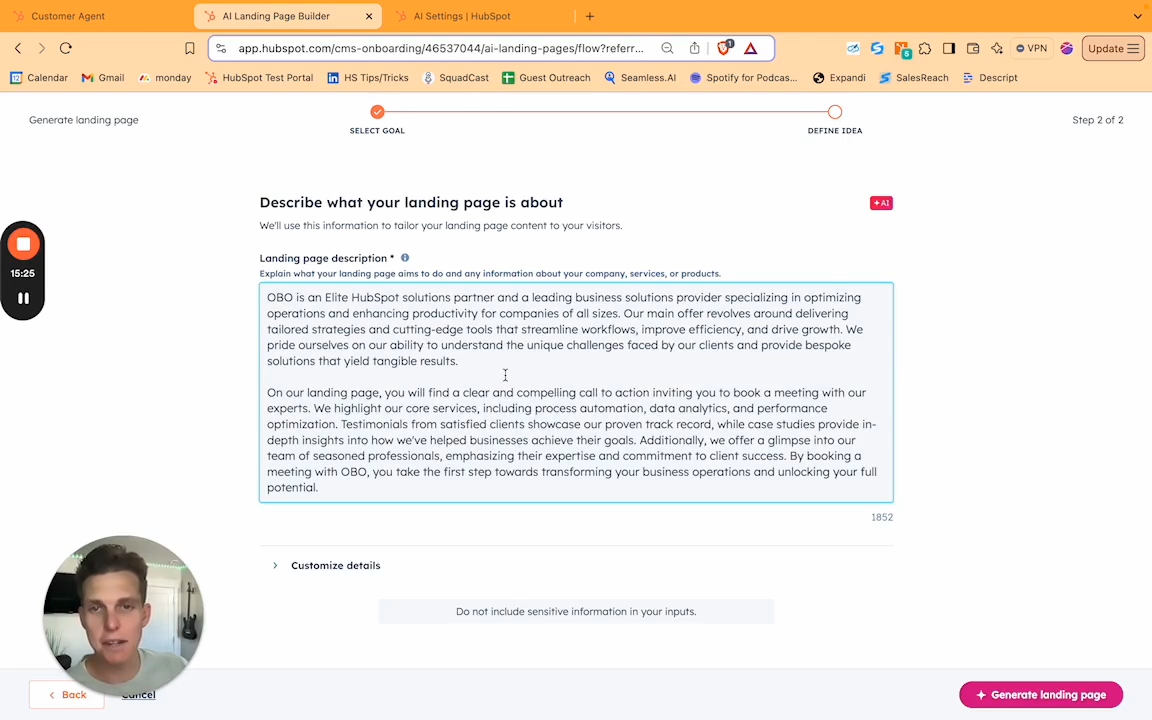 Customer Agent
AI Landing Page Builder
AI Settings | HubSpot
app.hubspot.com/cms-onboarding/46537044/ai-landing-pages/flow?referr...
1
5
VPN
Update
Calendar
Gmail
monday
HubSpot Test Portal
HS Tips/Tricks
SquadCast
Guest Outreach
Seamless.AI
Spotify for Podcas...
Expandi
SalesReach
Descript
Generate landing page
SELECT GOAL
DEFINE IDEA
Step 2 of 2
Describe what your landing page is about
+AI
We'll use this information to tailor your landing page content to your visitors.
15:25
Landing page description *
Explain what your landing page aims to do and any information about your company, services, or products.
OBO is an Elite HubSpot solutions partner and a leading business solutions provider specializing in optimizing
operations and enhancing productivity for companies of all sizes. Our main offer revolves around delivering
tailored strategies and cutting-edge tools that streamline workflows, improve efficiency, and drive growth. We
pride ourselves on our ability to understand the unique challenges faced by our clients and provide bespoke
solutions that yield tangible results.
On our landing page, you will find a clear and compelling call to action inviting you to book a meeting with our
experts. We highlight our core services, including process automation, data analytics, and performance
optimization. Testimonials from satisfied clients showcase our proven track record, while case studies provide in-
depth insights into how we've helped businesses achieve their goals. Additionally, we offer a glimpse into our
team of seasoned professionals, emphasizing their expertise and commitment to client success. By booking a
meeting with OBO, you take the first step towards transforming your business operations and unlocking your full
potential.
1852
Customize details
Do not include sensitive information in your inputs.
Back
Cancel
Generate landing page